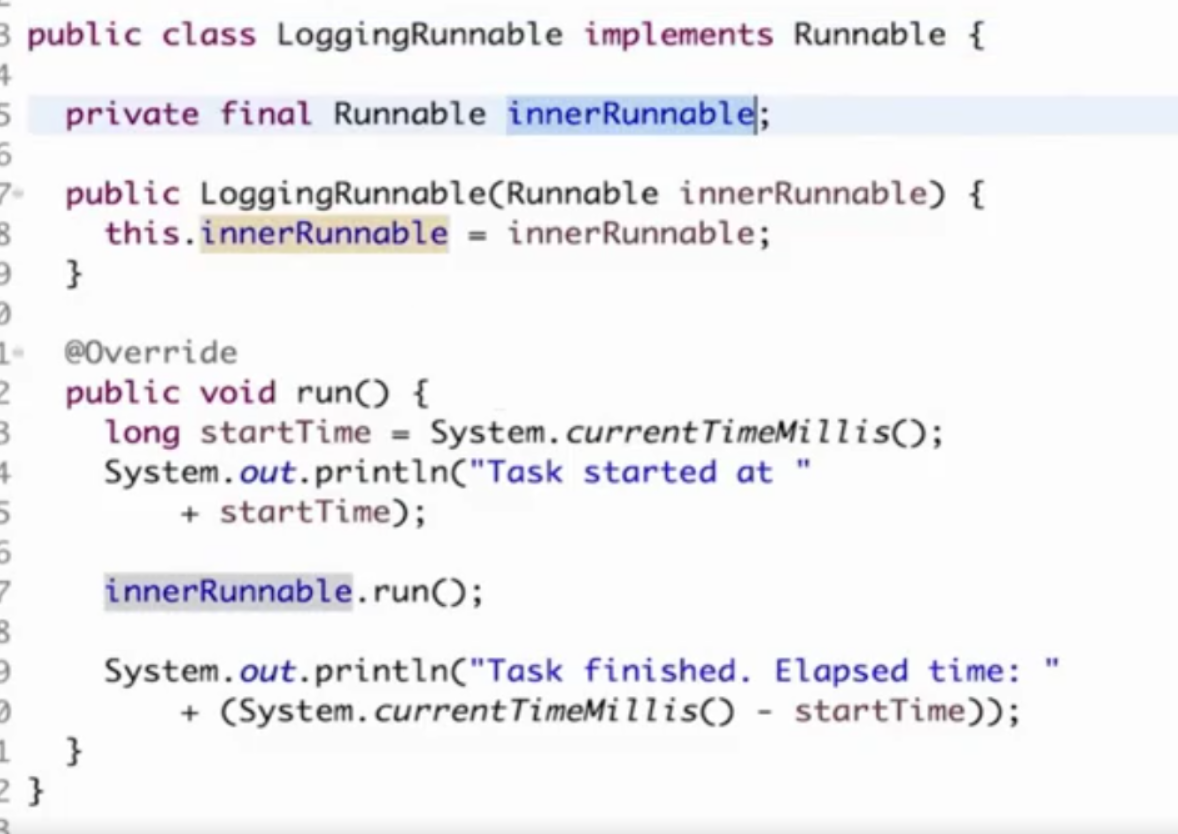 3 public class LoggingRunnable implements Runnable {
4
5 private final Runnable innerRunnable;
6
7 public LoggingRunnable(Runnable innerRunnable) {
8 this.innerRunnable = innerRunnable;
9 }
0
1 @Override
2 public void run() {
3 long startTime = System.currentTimeMillis();
4 System.out.println("Task started at "
5 + startTime);
6
7 innerRunnable.run();
8
9 System.out.println("Task finished. Elapsed time: "
0 + (System.currentTimeMillis() - startTime));
1 }
2 }
3